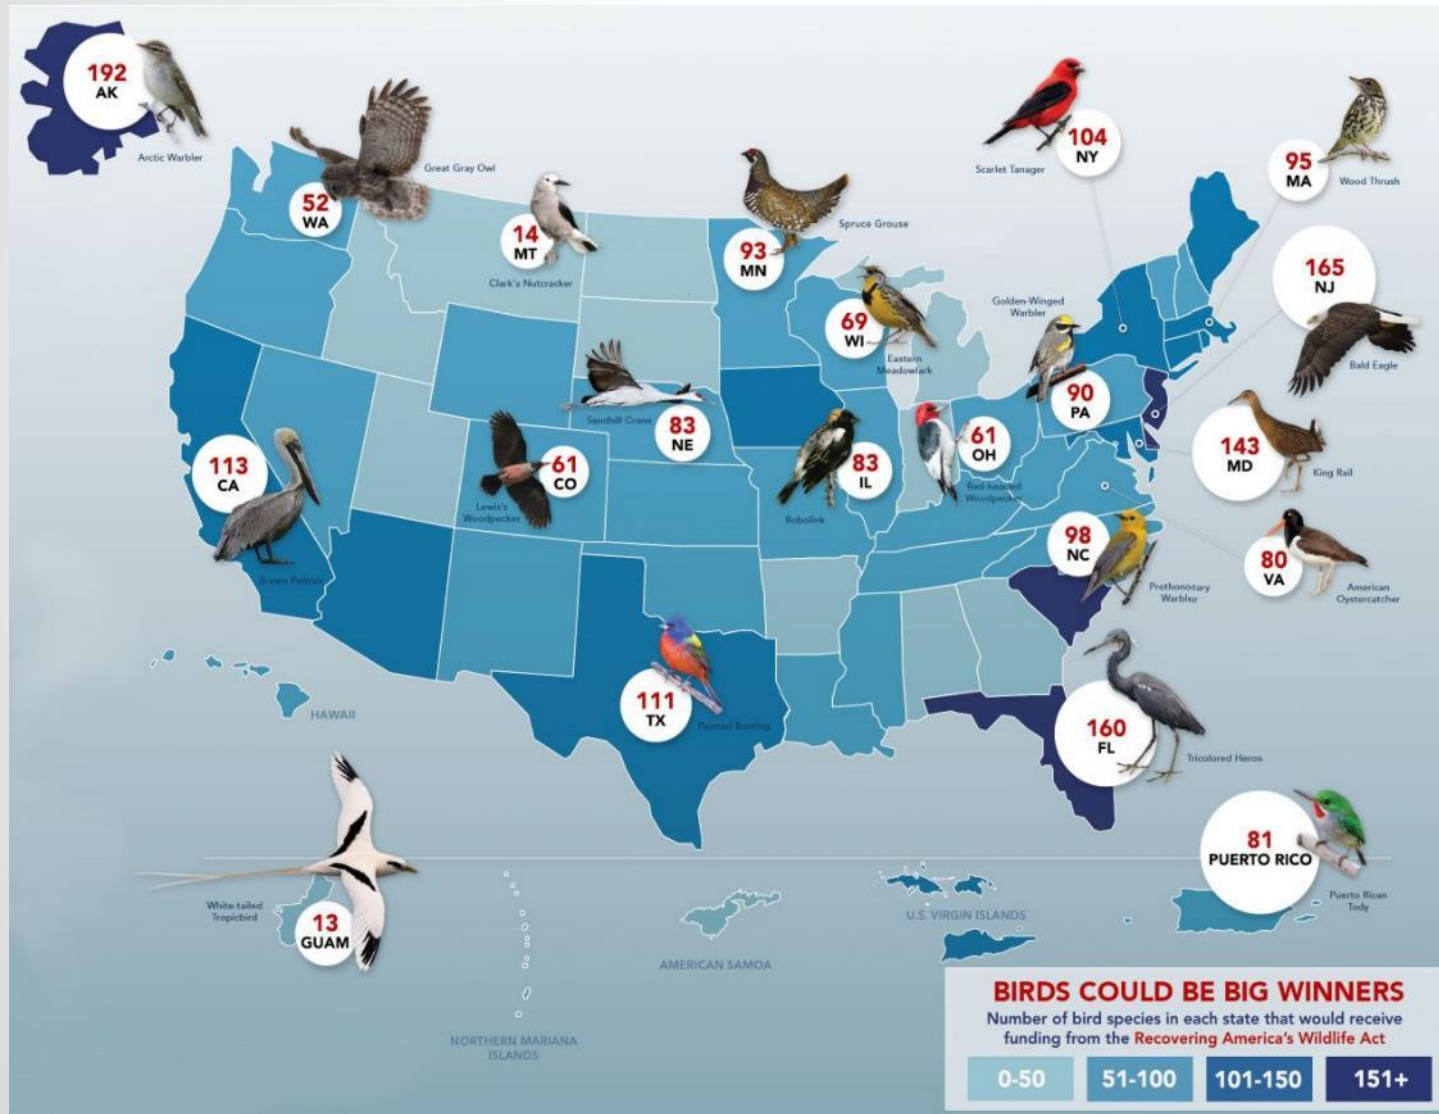 192
AK
Arctic Warbler
52
WA
Great Gray Owl
14
MT
Clark's Nutcracker
93
MN
Spruce Grouse
Scarlet Tanager
104
NY
95
MA
Wood Thrush
165
NJ
Bald Eagle
69
WI
Eastern
Meadowlark
Golden-Winged
Warbler
90
PA
143
MD
King Rail
113
CA
Brown Pelican
Lewis's
Woodpecker
61
CO
Sandhill Crane
83
NE
Bobolink
83
IL
61
OH
Red-headed
Woodpecker
98
NC
Prothonotary
Warbler
80
VA
American
Oystercatcher
HAWAII
111
TX
Painted Bunting
160
FL
Tricolored Heron
81
PUERTO RICO
Puerto Rican
Tody
White-tailed
Tropicbird
13
GUAM
NORTHERN MARIANA
ISLANDS
AMERICAN SAMOA
U.S. VIRGIN ISLANDS
BIRDS COULD BE BIG WINNERS
Number of bird species in each state that would receive
funding from the Recovering America's Wildlife Act
0-50 51-100 101-150 151+